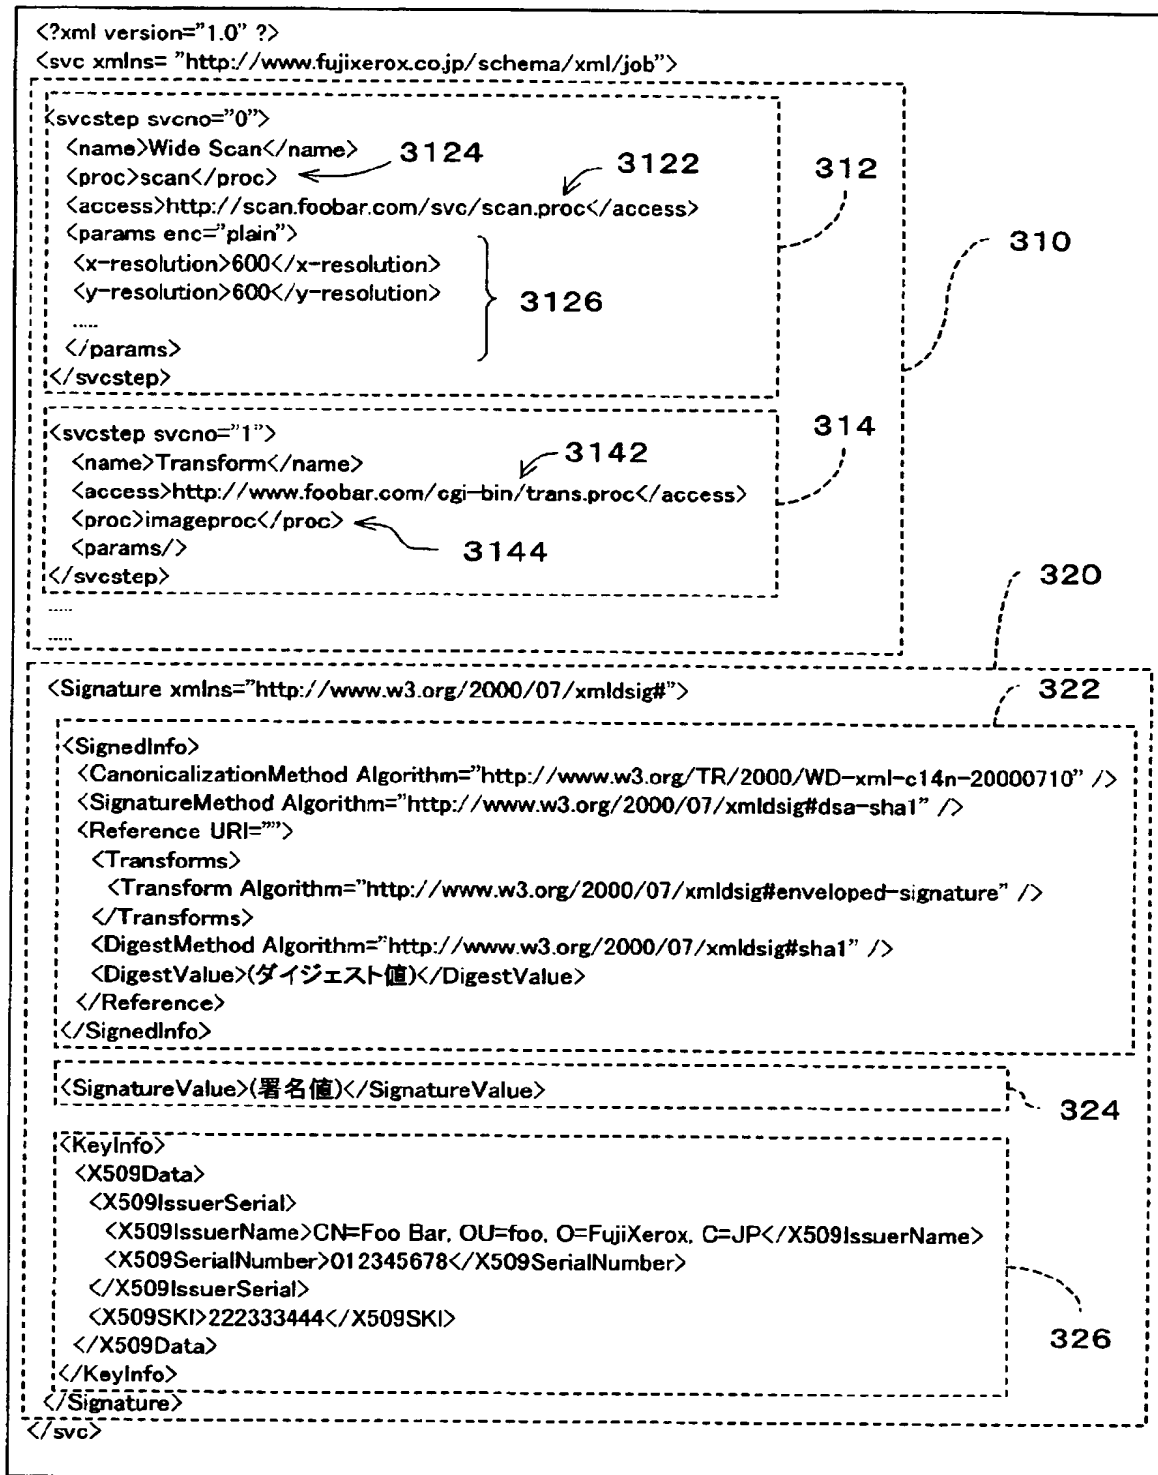 <?xml version="1.0" ?>
<svc xmlns= "http://www.fujixerox.co.jp/schema/xml/job">
<svcstep svcno="0">
<name>Wide Scan</name>
3124
3122
312
<proc>scan</proc>
<access>http://scan.foobar.com/svc/scan.proc</access>
<params enc="plain">
310
<x-resolution>600</x-resolution>
<y-resolution>600</y-resolution>
3126
.....
</params>
</svcstep>
<svcstep svcno="1">
314
<name>Transform</name>
3142
<access>http://www.foobar.com/cgi-bin/trans.proc</access>
<proc>imageproc</proc>
<params/>
3144
</svcstep>
320
.....
.....
<Signature xmlns="http://www.w3.org/2000/07/xmldsig#">
322
<SignedInfo>
<CanonicalizationMethod Algorithm="http://www.w3.org/TR/2000/WD-xml-c14n-20000710" />
<SignatureMethod Algorithm="http://www.w3.org/2000/07/xmldsig#dsa-sha1" />
<Reference URI="">
<Transforms>
<Transform Algorithm="http://www.w3.org/2000/07/xmldsig#enveloped-signature" />
</Transforms>
<DigestMethod Algorithm="http://www.w3.org/2000/07/xmldsig#sha1" />
<DigestValue>(ダイジェスト値)</DigestValue>
</Reference>
</SignedInfo>
<SignatureValue>(署名値)</SignatureValue>
324
<KeyInfo>
<X509Data>
<X509IssuerSerial>
<X509IssuerName>CN=Foo Bar, OU=foo, O=FujiXerox, C=JP</X509IssuerName>
<X509SerialNumber>012345678</X509SerialNumber>
</X509IssuerSerial>
<X509SKI>222333444</X509SKI>
326
</X509Data>
</KeyInfo>
</Signature>
</svc>